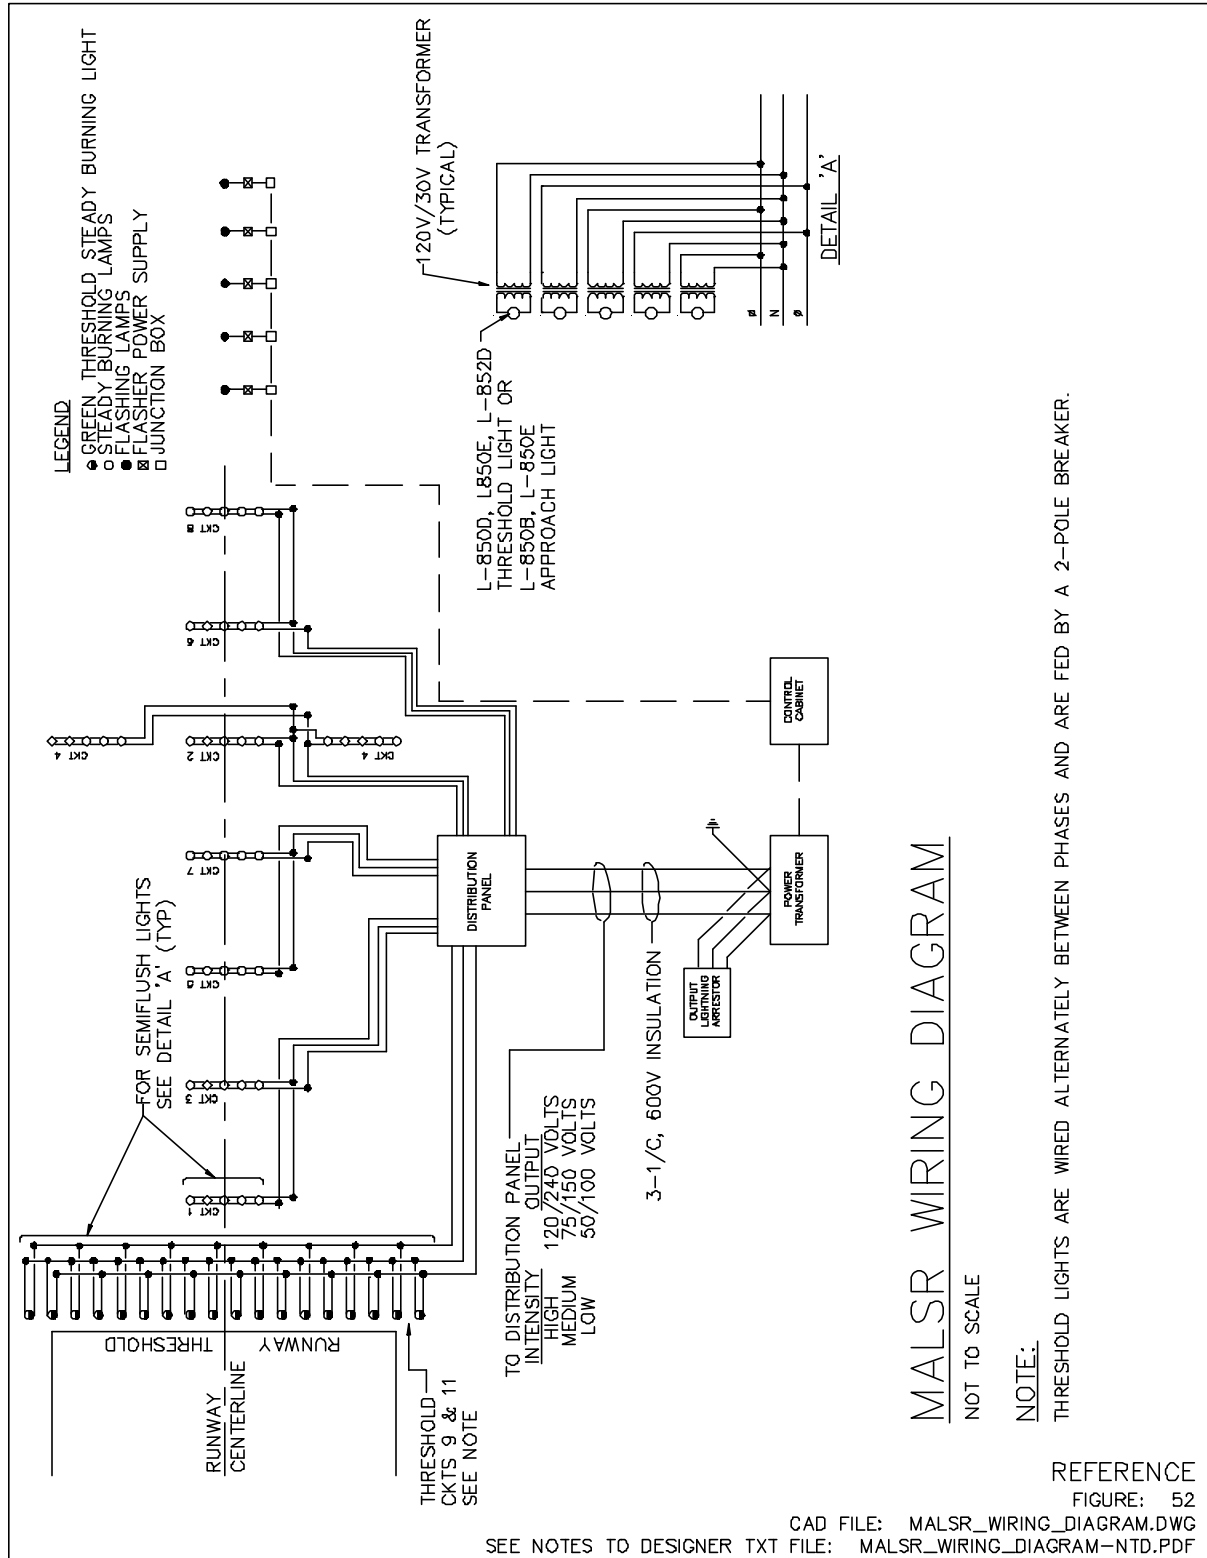 LEGEND
GREEN THRESHOLD STEADY BURNING LIGHT
STEADY BURNING LAMPS
FLASHING LAMPS
FLASHER POWER SUPPLY
JUNCTION BOX
FOR SEMIFLUSH LIGHTS
SEE DETAIL 'A' (TYP)
CKT 1
CKT 3
CKT 5
CKT 7
CKT 2
CKT 4
CKT 4
CKT 6
CKT 8
RUNWAY
THRESHOLD
RUNWAY
CENTERLINE
THRESHOLD
CKTS 9 & 11
SEE NOTE
DISTRIBUTION
PANEL
120V/30V TRANSFORMER
(TYPICAL)
L-850D, L850E, L-852D
THRESHOLD LIGHT OR
L-850B, L-850E
APPROACH LIGHT
Ø
N
Ø
DETAIL 'A'
TO DISTRIBUTION PANEL
INTENSITY OUTPUT
HIGH 120/240 VOLTS
MEDIUM 75/150 VOLTS
LOW 50/100 VOLTS
3-1/C, 600V INSULATION
OUTPUT
LIGHTNING
ARRESTOR
POWER
TRANSFORMER
CONTROL
CABINET
MALSR WIRING DIAGRAM
NOT TO SCALE
NOTE:
THRESHOLD LIGHTS ARE WIRED ALTERNATELY BETWEEN PHASES AND ARE FED BY A 2-POLE BREAKER.
REFERENCE
FIGURE: 52
CAD FILE: MALSR_WIRING_DIAGRAM.DWG
SEE NOTES TO DESIGNER TXT FILE: MALSR_WIRING_DIAGRAM-NTD.PDF